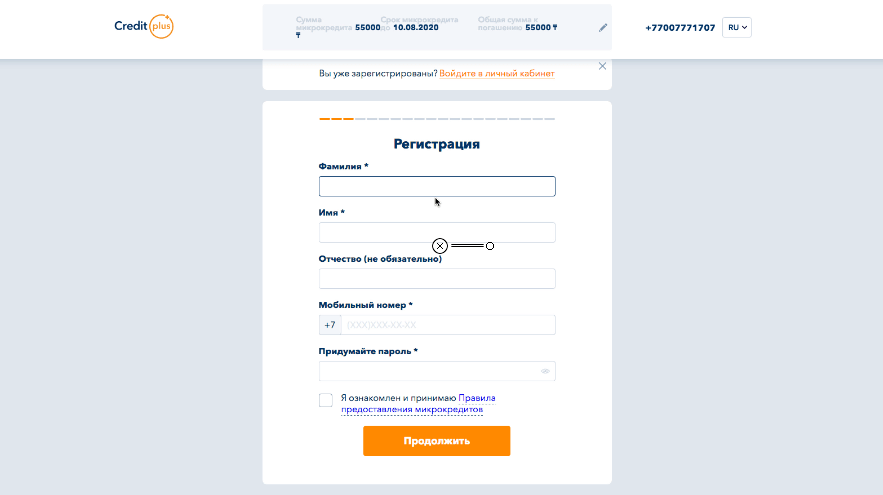 Credit plus
Сумма микрокредита 55000 ₸
Срок микрокредита до 10.08.2020
Общая сумма к погашению 55000 ₸
+77007771707
RU
Вы уже зарегистрированы? Войдите в личный кабинет
Регистрация
Фамилия *
Имя *
Отчество (не обязательно)
Мобильный номер *
+7 (XXX)XXX-XX-XX
Придумайте пароль *
Я ознакомлен и принимаю Правила
предоставления микрокредитов
Продолжить